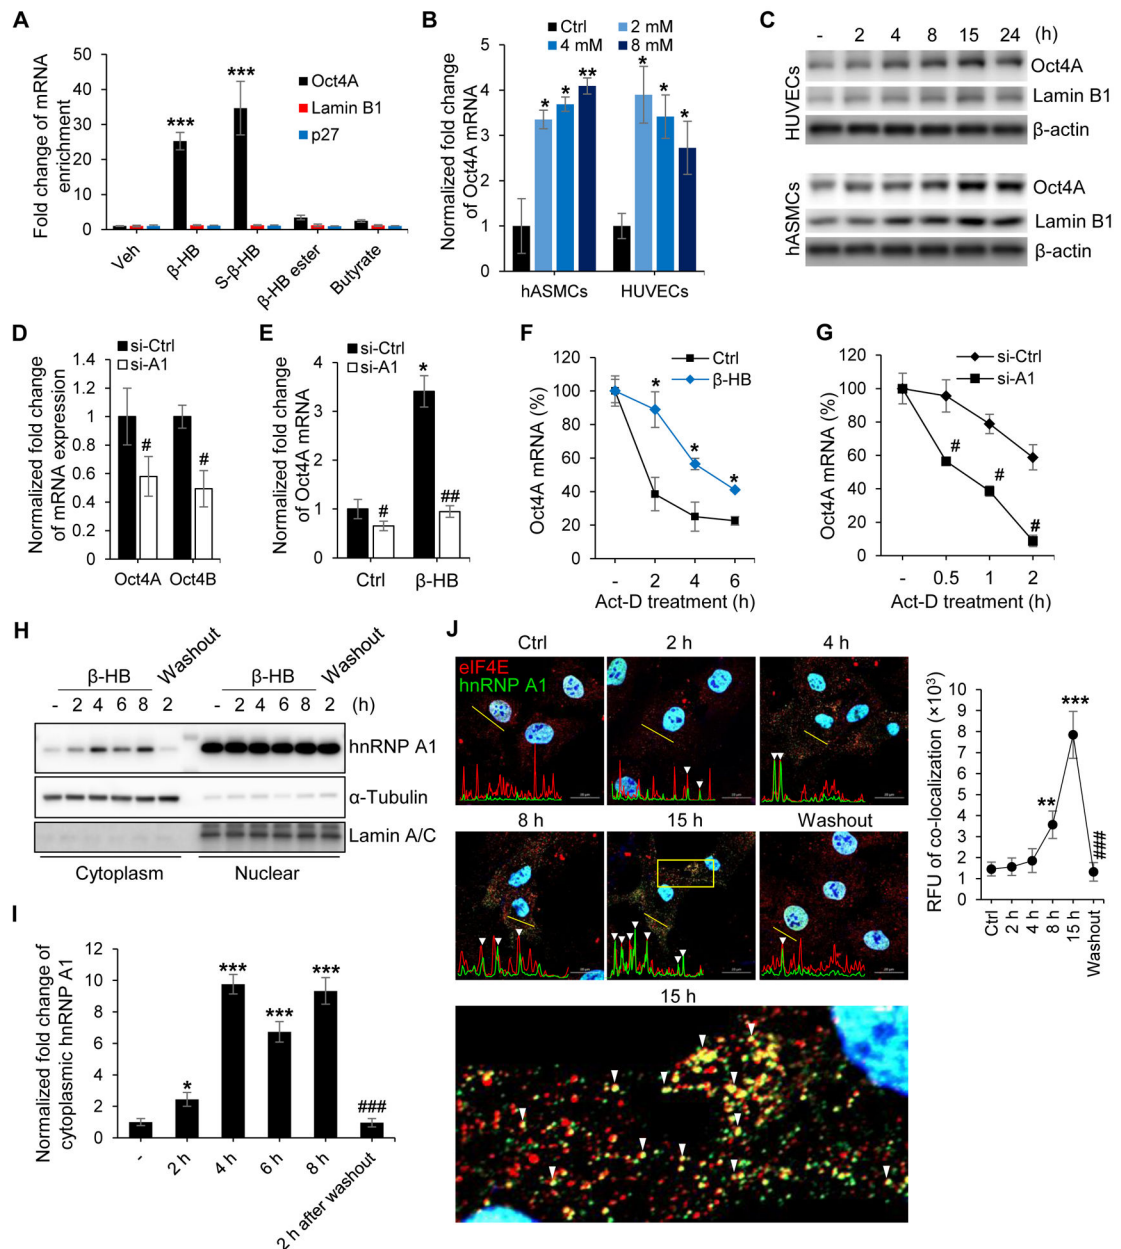 A
Fold change of mRNA
enrichment
50
40
30
20
10
0
***
***
Oct4A
Lamin B1
p27
Veh
β-HB
S-β-HB
β-HB ester
Butyrate
B
Normalized fold change
of Oct4A mRNA
Ctrl
2 mM
4 mM
8 mM
5
4
3
2
1
0
* * **
* * *
hASMCs
HUVECs
C
- 2 4 8 15 24 (h)
HUVECs
Oct4A
Lamin B1
β-actin
hASMCs
Oct4A
Lamin B1
β-actin
D
Normalized fold change
of mRNA expression
si-Ctrl
si-A1
1.4
1.2
1
0.8
0.6
0.4
0.2
0
# #
Oct4A
Oct4B
E
Normalized fold change
of Oct4A mRNA
si-Ctrl
si-A1
4
3
2
1
0
# * ##
Ctrl
β-HB
F
Oct4A mRNA (%)
Ctrl
β-HB
120
100
80
60
40
20
0
* * *
- 2 4 6
Act-D treatment (h)
G
Oct4A mRNA (%)
si-Ctrl
si-A1
120
100
80
60
40
20
0
# # #
- 0.5 1 2
Act-D treatment (h)
H
β-HB
Washout
β-HB
Washout
- 2 4 6 8 2 (h) - 2 4 6 8 2 (h)
hnRNP A1
α-Tubulin
Lamin A/C
Cytoplasm
Nuclear
I
Normalized fold change of
cytoplasmic hnRNP A1
12
10
8
6
4
2
0
* *** *** *** ###
-
2 h
4 h
6 h
8 h
2 h after washout
J
Ctrl
2 h
4 h
eIF4E
hnRNP A1
8 h
15 h
Washout
15 h
RFU of co-localization (×10³)
10
9
8
7
6
5
4
3
2
1
0
** *** ###
Ctrl
2 h
4 h
8 h
15 h
Washout